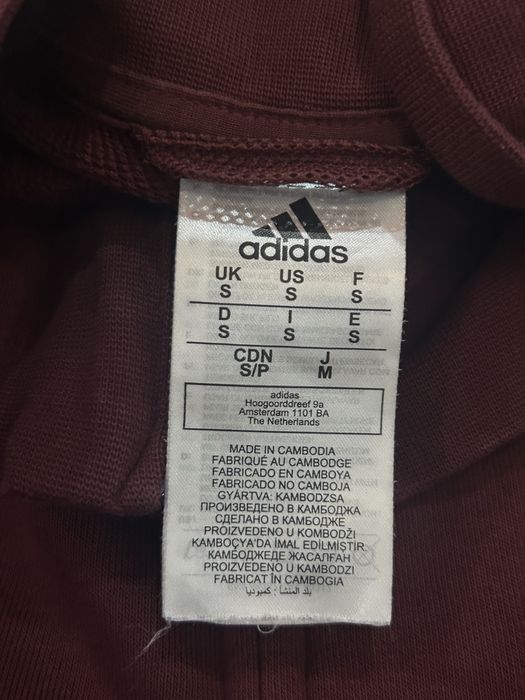 adidas
UK US F
S S S
D I E
S S S
CDN J
S/P M
adidas
Hoogoorddreef 9a
Amsterdam 1101 BA
The Netherlands
MADE IN CAMBODIA
FABRIQUÉ AU CAMBODGE
FABRICADO EN CAMBOYA
FABRICADO NO CAMBOJA
GYÁRTVA: KAMBODZSA
ПРОИЗВЕДЕНО В КАМБОДЖА
СДЕЛАНО В КАМБОДЖЕ
PROIZVEDENO U KOMBODŽI
KAMBOÇYA'DA İMAL EDİLMİŞTİR
КАМБОДЖЕДЕ ЖАСАЛҒАН
PROIZVEDENO U KAMBODZI
FABRICAT ÎN CAMBOGIA
بلد المنشأ : كمبوديا